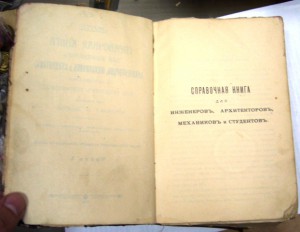 СПРАВОЧНАЯ КНИГА
для
ИНЖЕНЕРОВЪ, АРХИТЕКТОРОВЪ,
МЕХАНИКОВЪ и СТУДЕНТОВЪ.